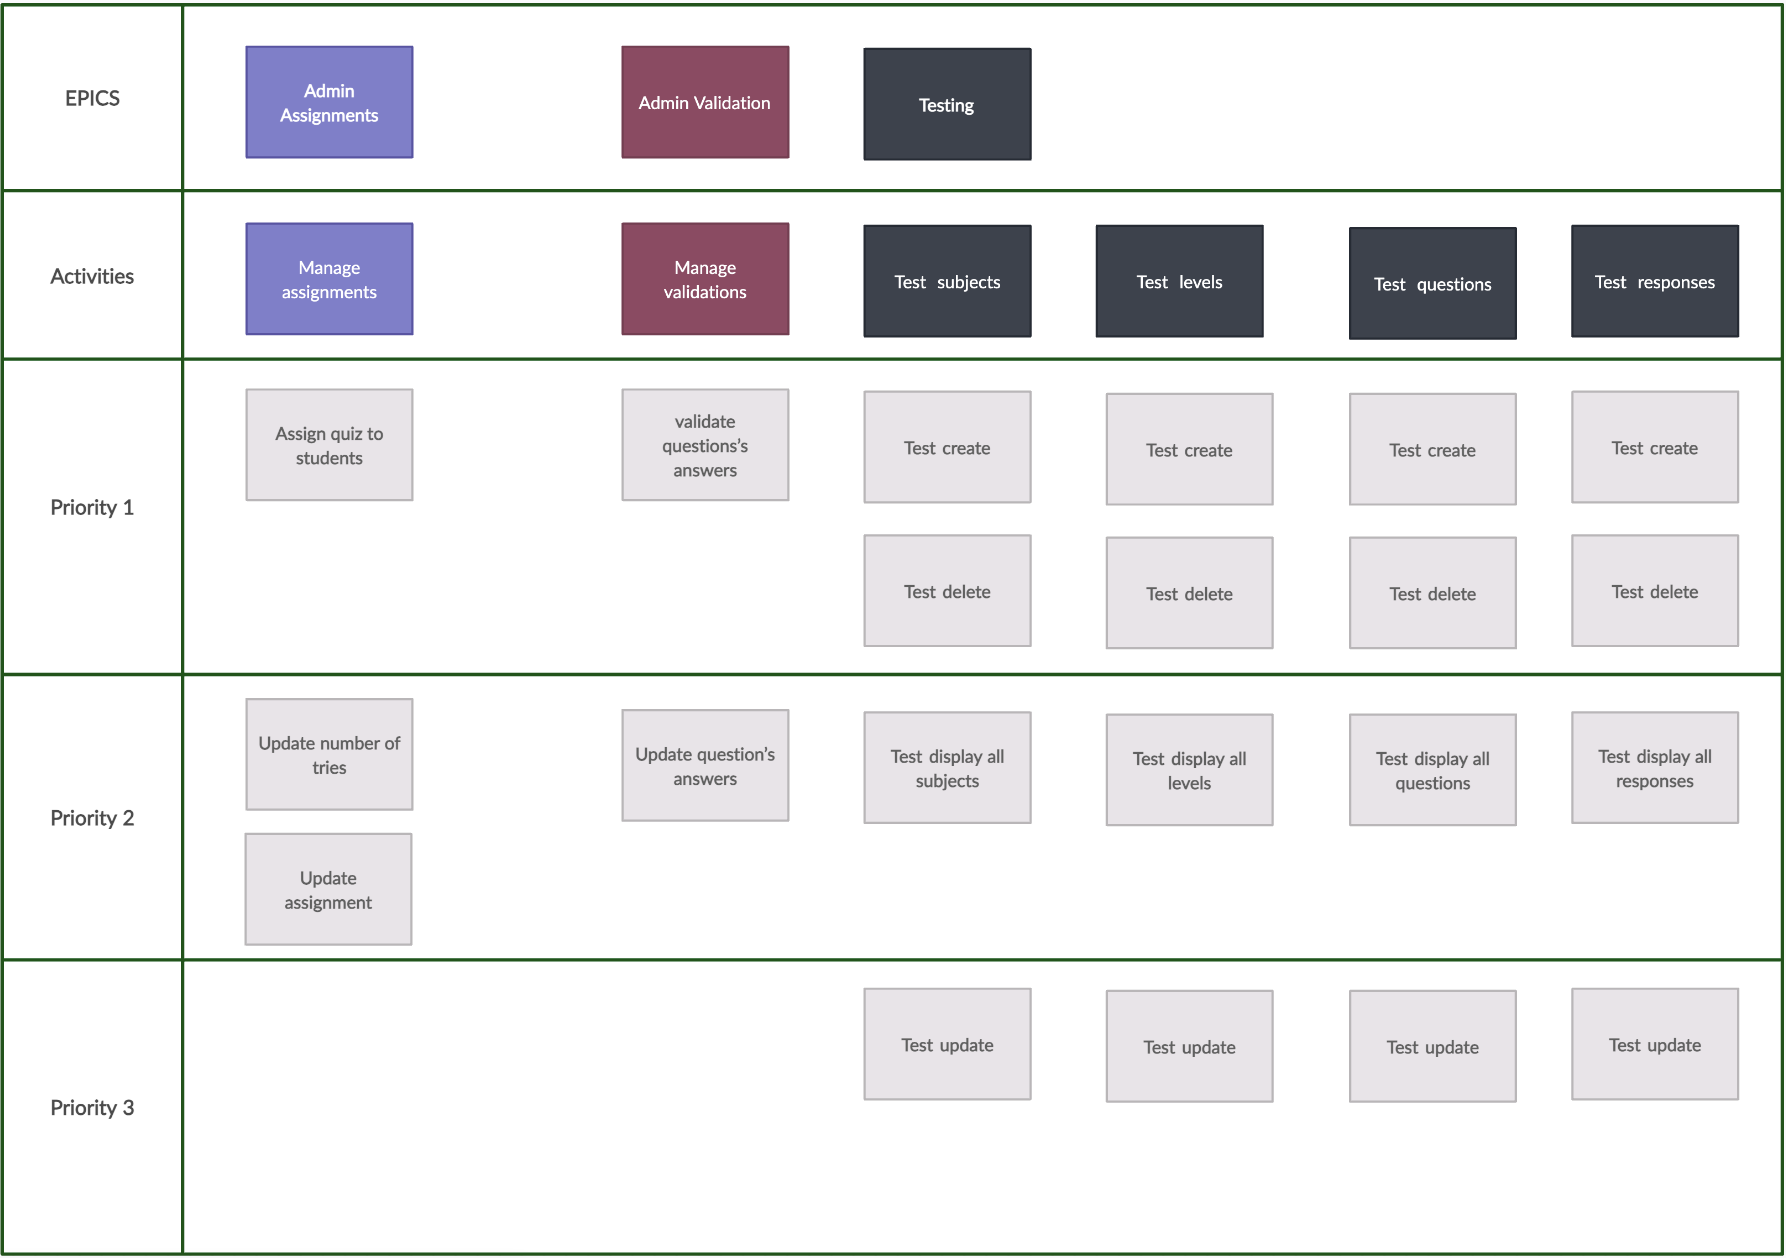 EPICS
Admin
Assignments
Admin Validation
Testing
Activities
Manage
assignments
Manage
validations
Test subjects
Test levels
Test questions
Test responses
Priority 1
Assign quiz to
students
validate
questions's
answers
Test create
Test create
Test create
Test create
Test delete
Test delete
Test delete
Test delete
Priority 2
Update number of
tries
Update question's
answers
Test display all
subjects
Test display all
levels
Test display all
questions
Test display all
responses
Update
assignment
Priority 3
Test update
Test update
Test update
Test update